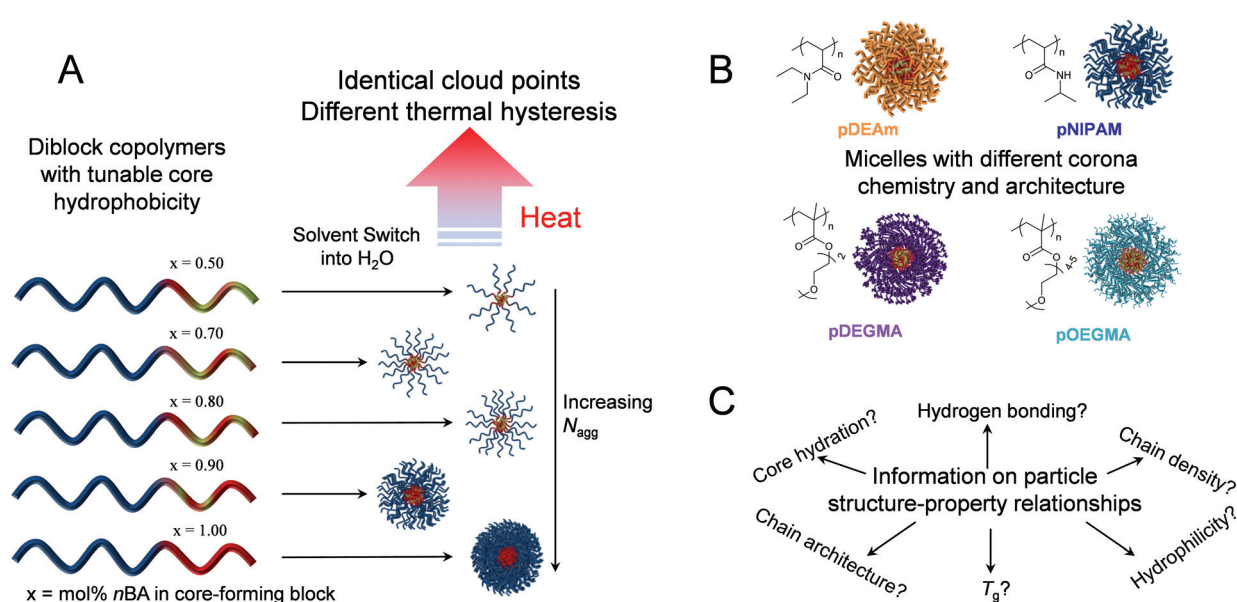 A
Identical cloud points
Different thermal hysteresis
Diblock copolymers
with tunable core
hydrophobicity
Heat
Solvent Switch
into H₂O
x = 0.50
x = 0.70
x = 0.80
x = 0.90
x = 1.00
Increasing
Nagg
x = mol% nBA in core-forming block
B
n
N
O
pDEAm
n
O
NH
pNIPAM
Micelles with different corona
chemistry and architecture
n
O
O
2
O
pDEGMA
n
O
O
4-5
O
pOEGMA
C
Hydrogen bonding?
Core hydration?
Chain density?
Information on particle
structure-property relationships
Chain architecture?
Tg?
Hydrophilicity?